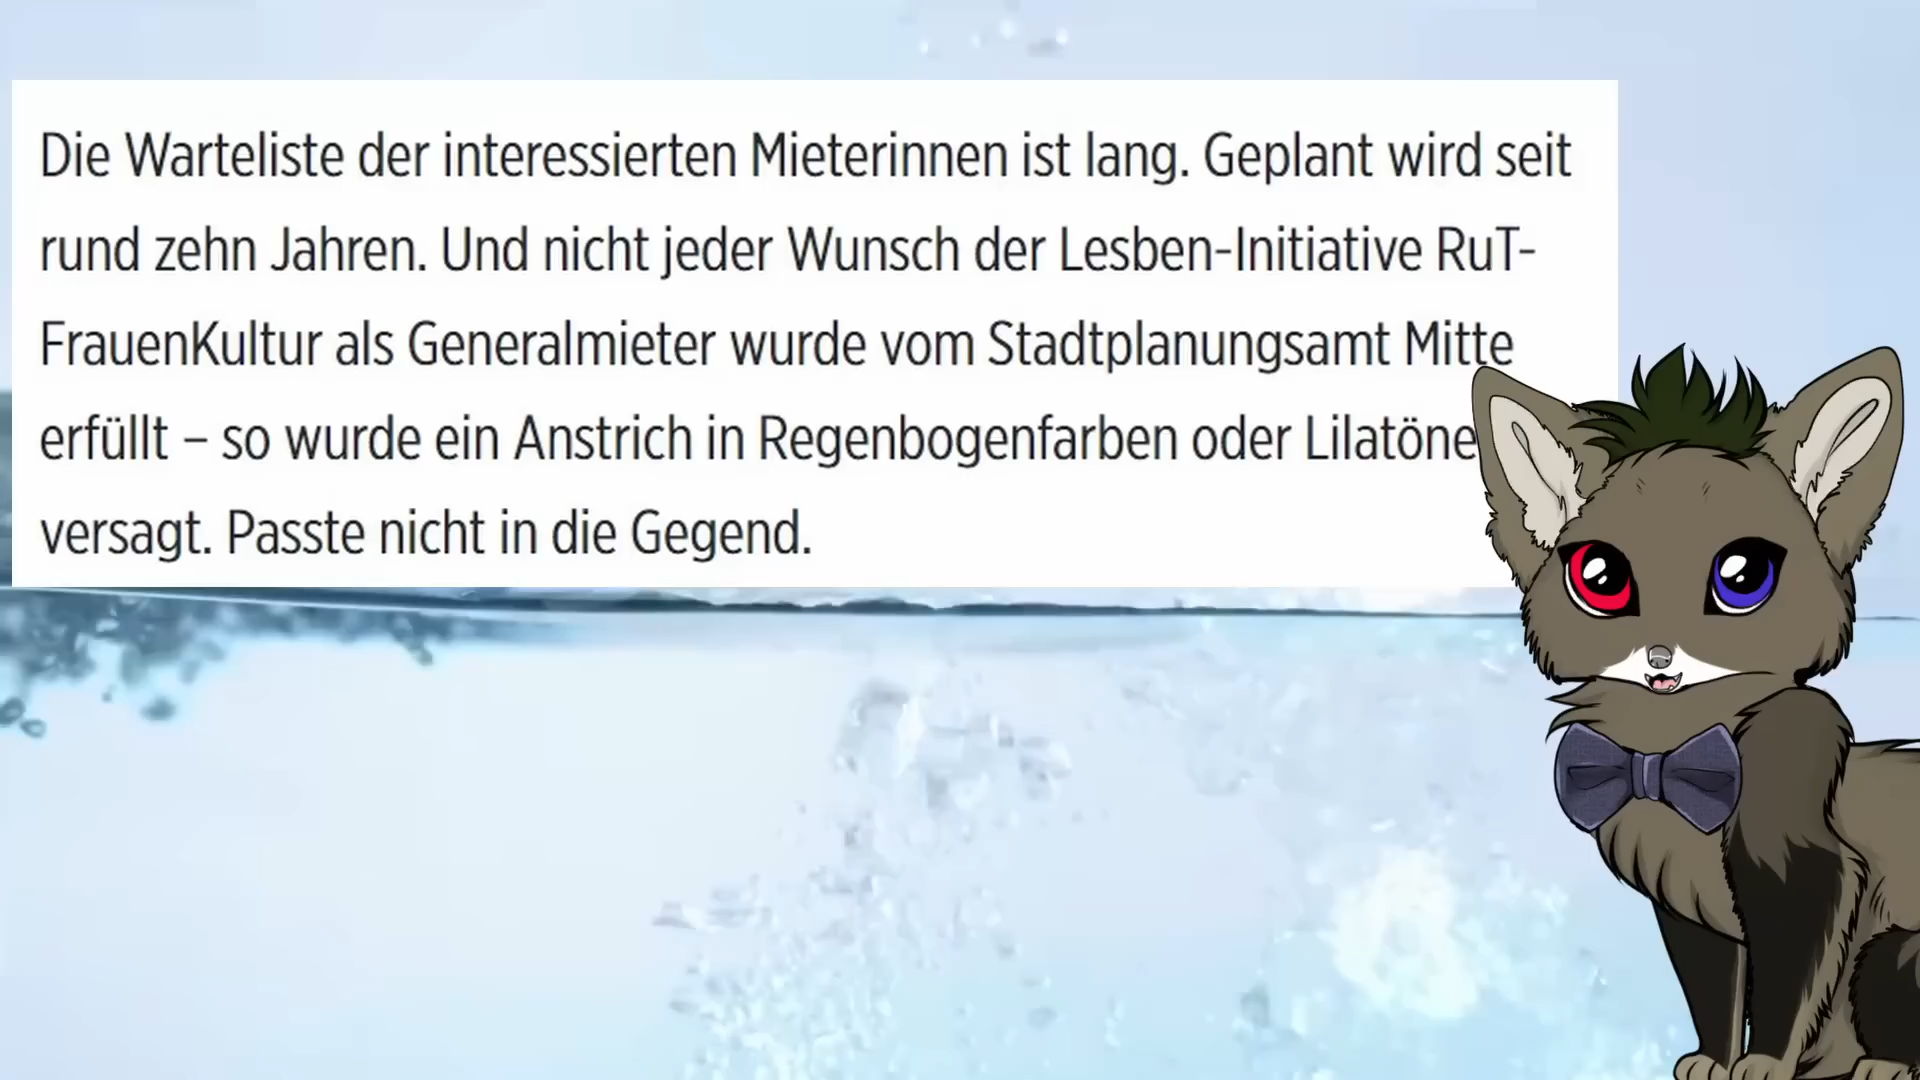 Die Warteliste der interessierten Mieterinnen ist lang. Geplant wird seit
rund zehn Jahren. Und nicht jeder Wunsch der Lesben-Initiative RuT-
FrauenKultur als Generalmieter wurde vom Stadtplanungsamt Mitte
erfüllt – so wurde ein Anstrich in Regenbogenfarben oder Lilatöne
versagt. Passte nicht in die Gegend.